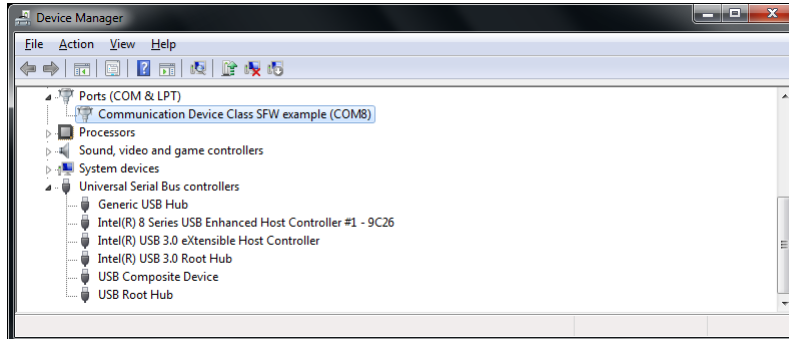 Device Manager
File Action View Help
Ports (COM & LPT)
Communication Device Class SFW example (COM8)
Processors
Sound, video and game controllers
System devices
Universal Serial Bus controllers
Generic USB Hub
Intel(R) 8 Series USB Enhanced Host Controller #1 - 9C26
Intel(R) USB 3.0 eXtensible Host Controller
Intel(R) USB 3.0 Root Hub
USB Composite Device
USB Root Hub